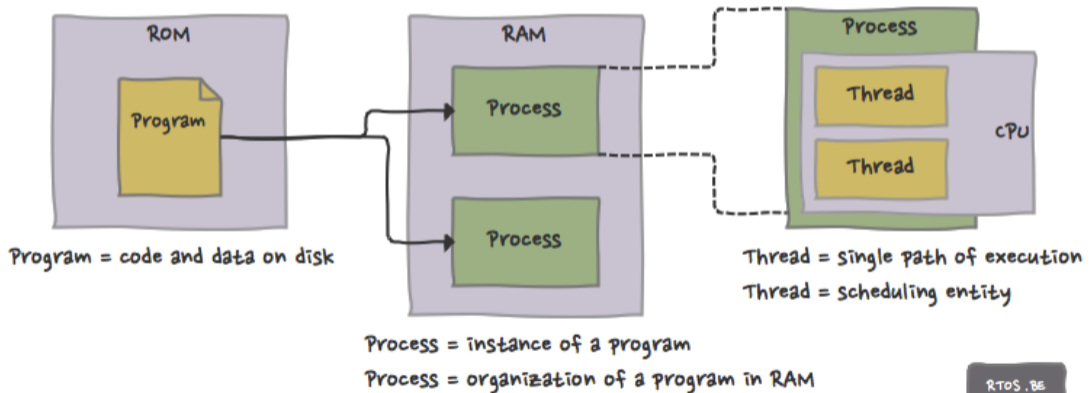 ROM
Program
Program = code and data on disk
RAM
Process
Process
Process = instance of a program
Process = organization of a program in RAM
Process
Thread
Thread
CPU
Thread = single path of execution
Thread = scheduling entity
RTOS.BE